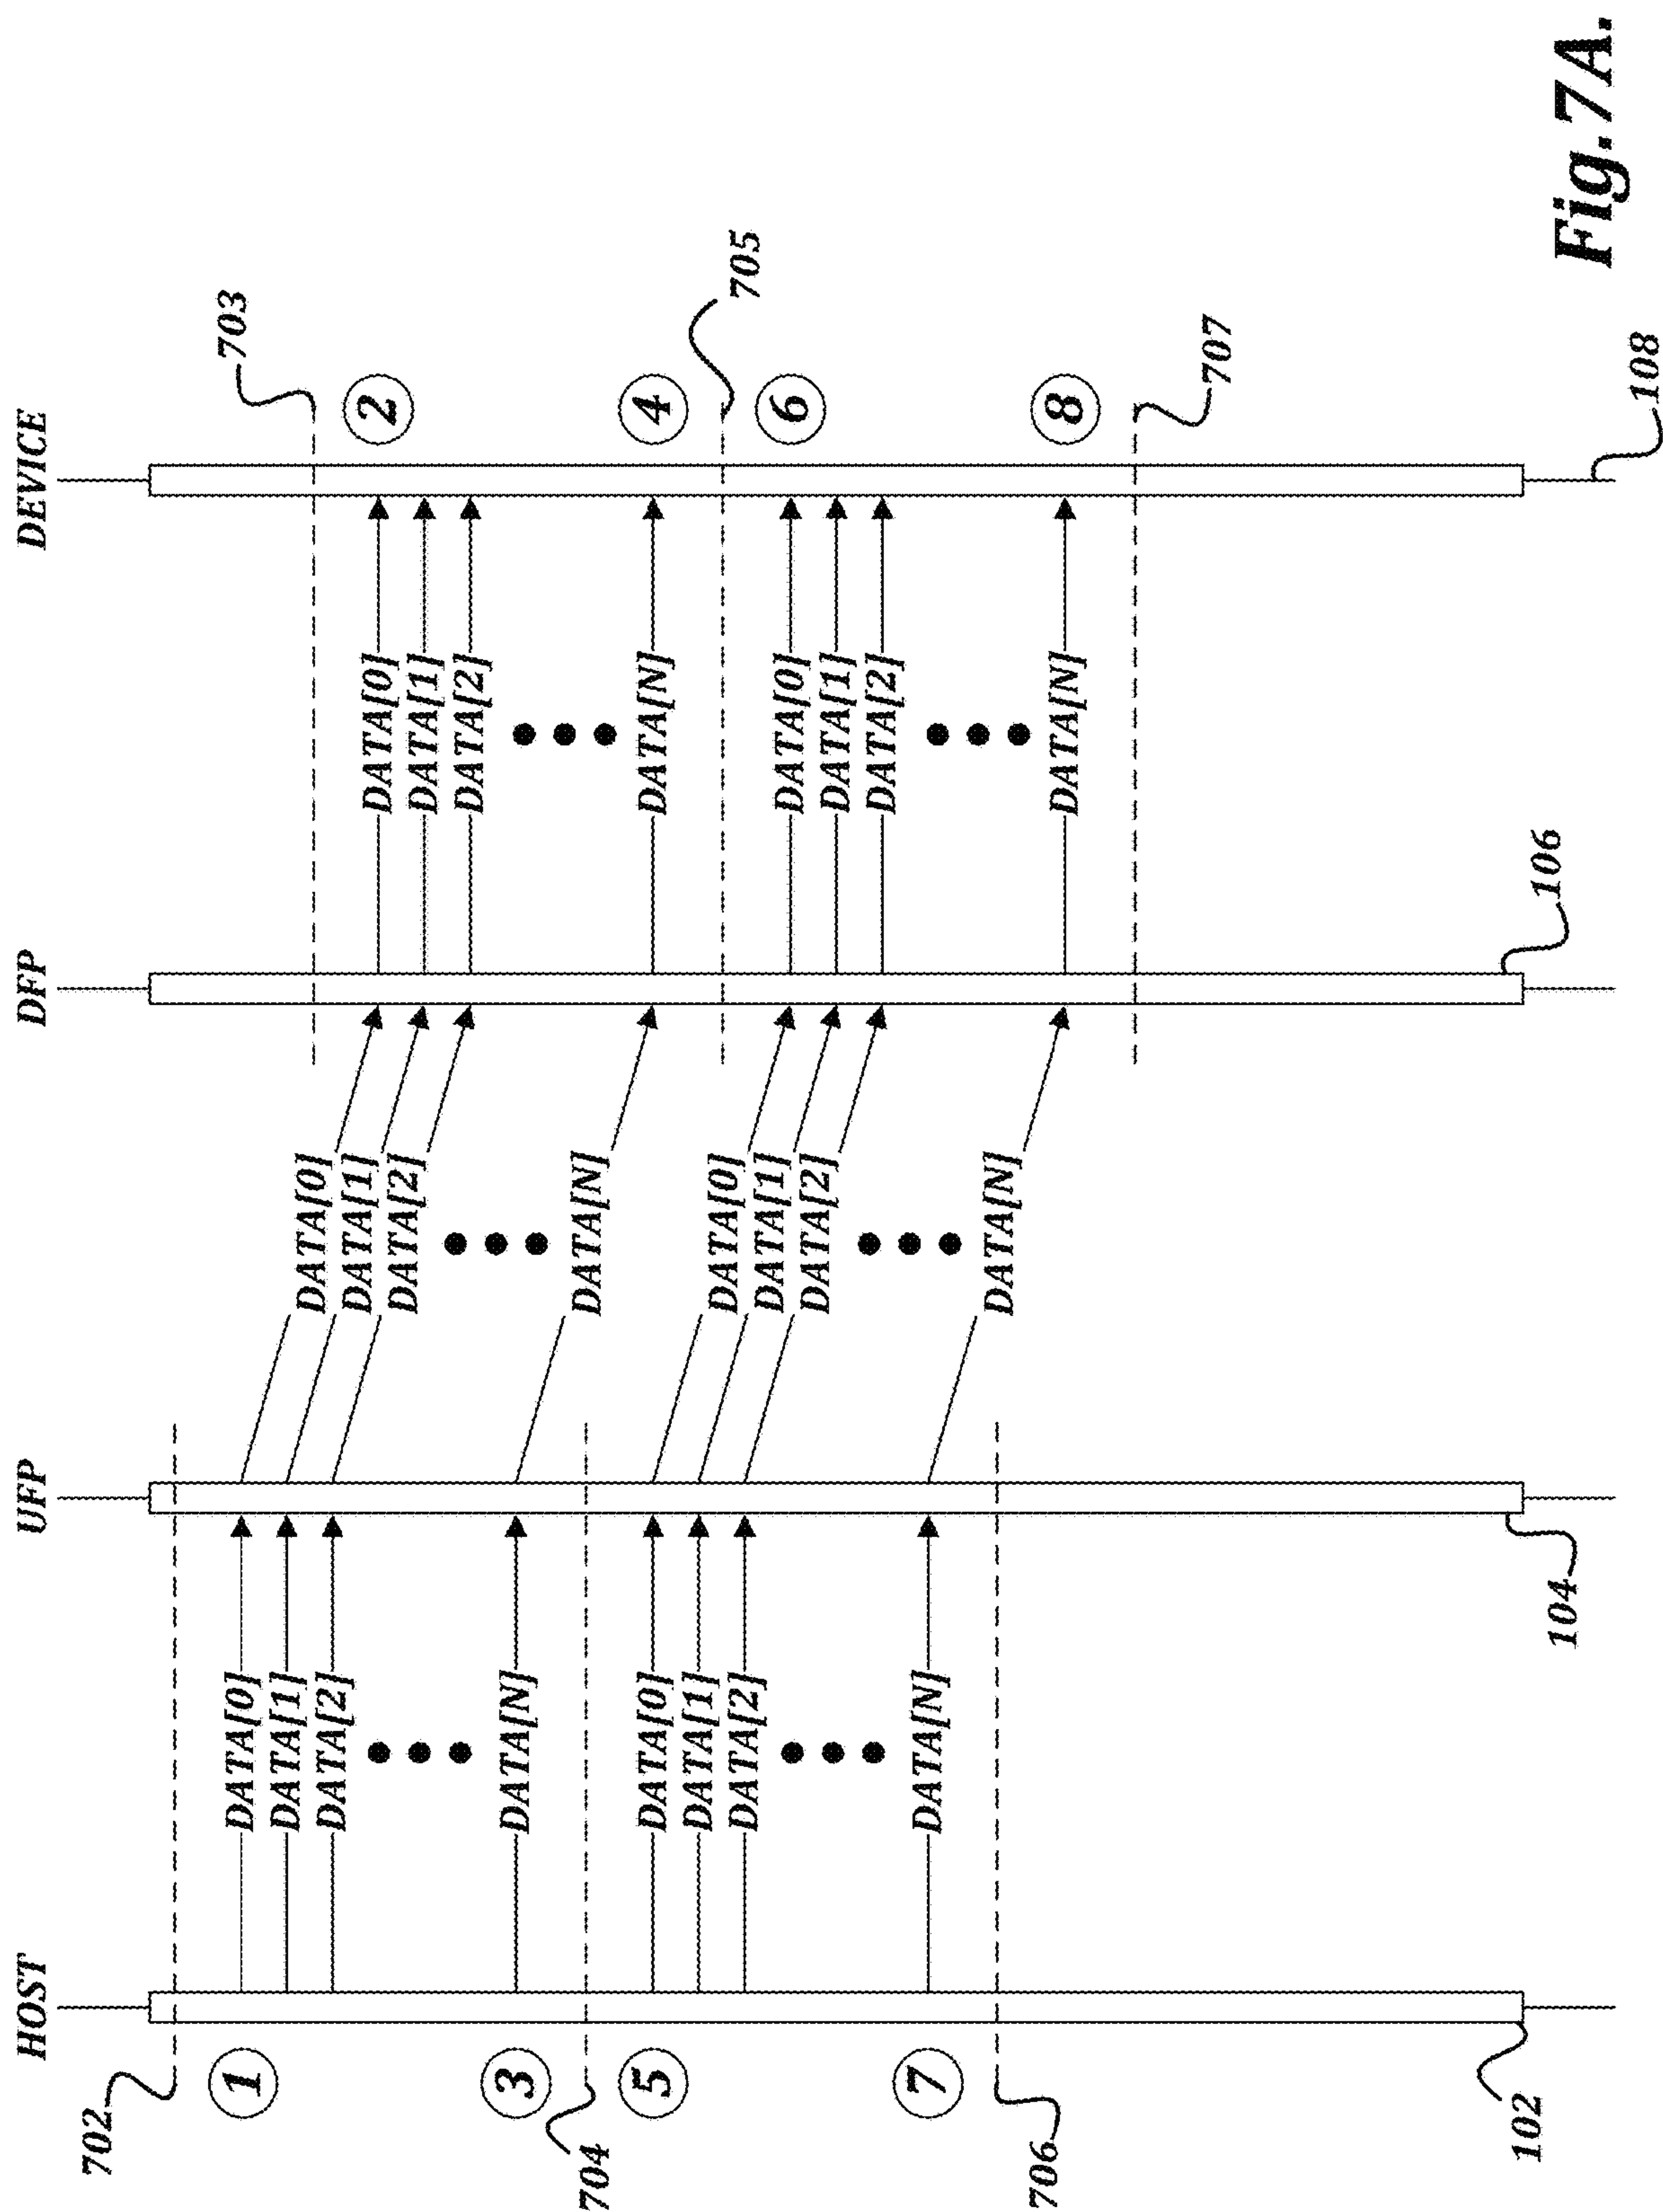 HOST
UFP
DFP
DEVICE
702
703
1
DATA[0]
DATA[0]
DATA[0]
2
DATA[1]
DATA[1]
DATA[1]
DATA[2]
DATA[2]
DATA[2]
3
DATA[N]
DATA[N]
DATA[N]
4
704
705
5
DATA[0]
DATA[0]
DATA[0]
6
DATA[1]
DATA[1]
DATA[1]
DATA[2]
DATA[2]
DATA[2]
7
DATA[N]
DATA[N]
DATA[N]
8
706
707
102
104
106
108
Fig.7A.